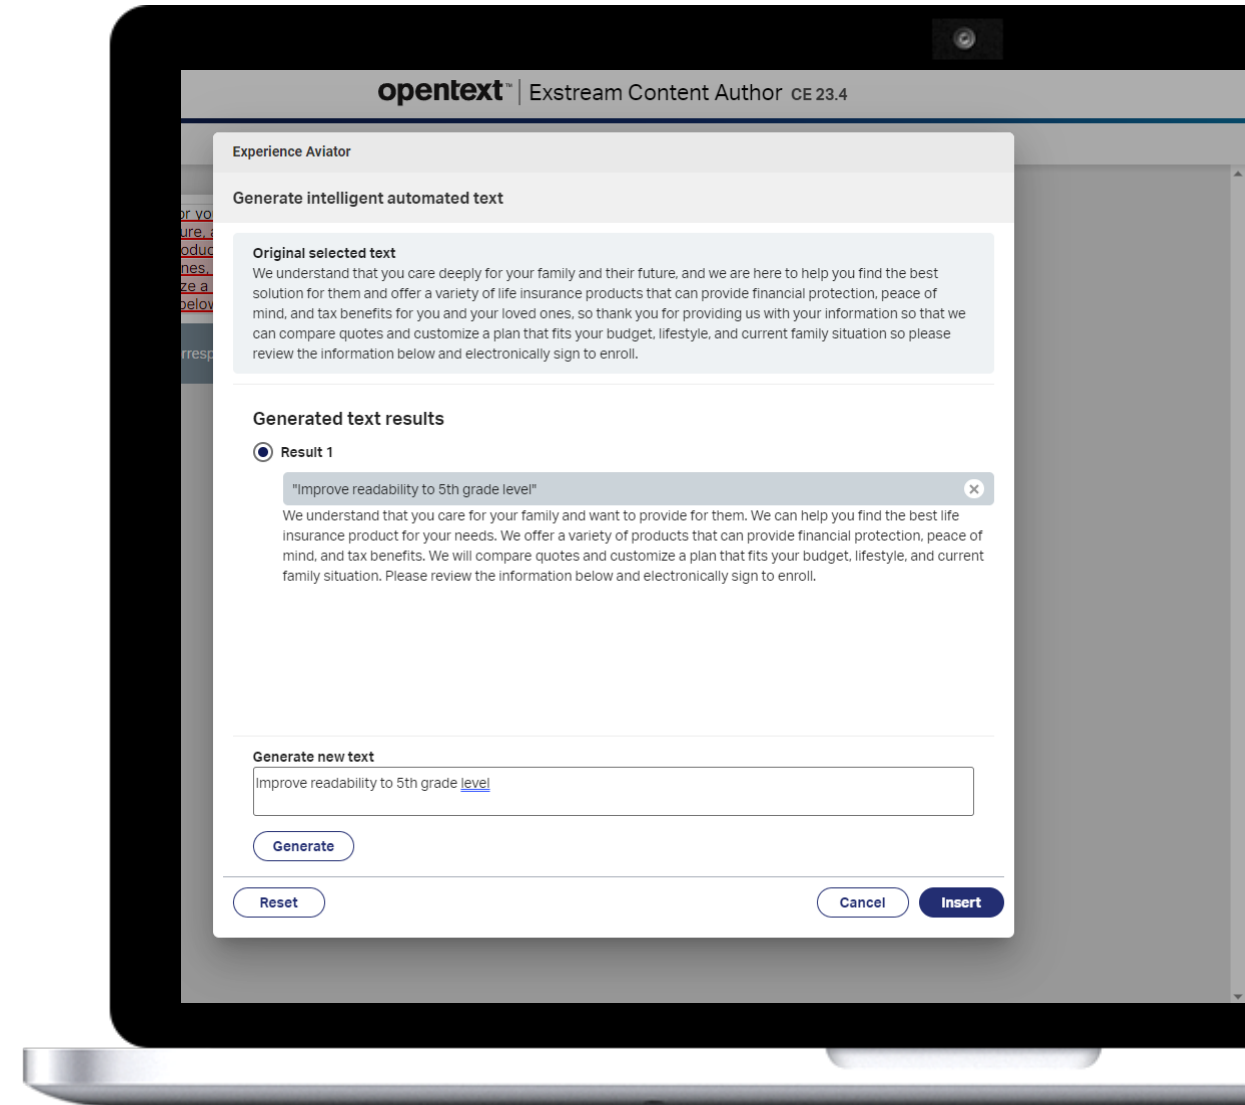 opentext™ | Exstream Content Author CE 23.4
Experience Aviator
Generate intelligent automated text
Original selected text
We understand that you care deeply for your family and their future, and we are here to help you find the best
solution for them and offer a variety of life insurance products that can provide financial protection, peace of
mind, and tax benefits for you and your loved ones, so thank you for providing us with your information so that we
can compare quotes and customize a plan that fits your budget, lifestyle, and current family situation so please
review the information below and electronically sign to enroll.
Generated text results
Result 1
"Improve readability to 5th grade level"
We understand that you care for your family and want to provide for them. We can help you find the best life
insurance product for your needs. We offer a variety of products that can provide financial protection, peace of
mind, and tax benefits. We will compare quotes and customize a plan that fits your budget, lifestyle, and current
family situation. Please review the information below and electronically sign to enroll.
Generate new text
Improve readability to 5th grade level
Generate
Reset
Cancel
Insert